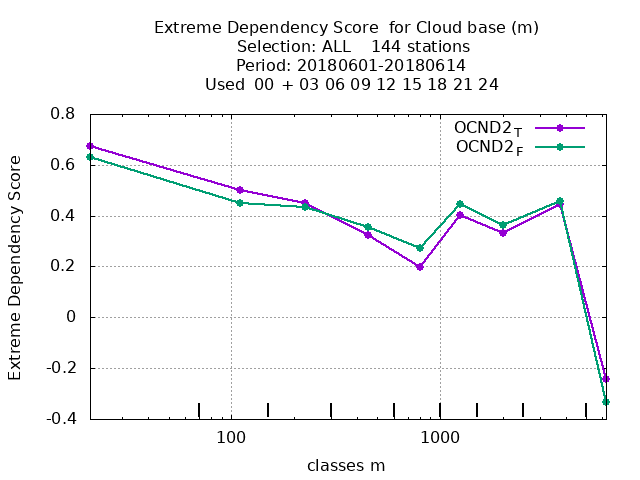 Extreme Dependency Score  for Cloud base (m)
Selection: ALL    144 stations
Period: 20180601-20180614
Used  00 + 03 06 09 12 15 18 21 24
OCND2T
OCND2F
Extreme Dependency Score
0.8
0.6
0.4
0.2
0
-0.2
-0.4
100
1000
classes m